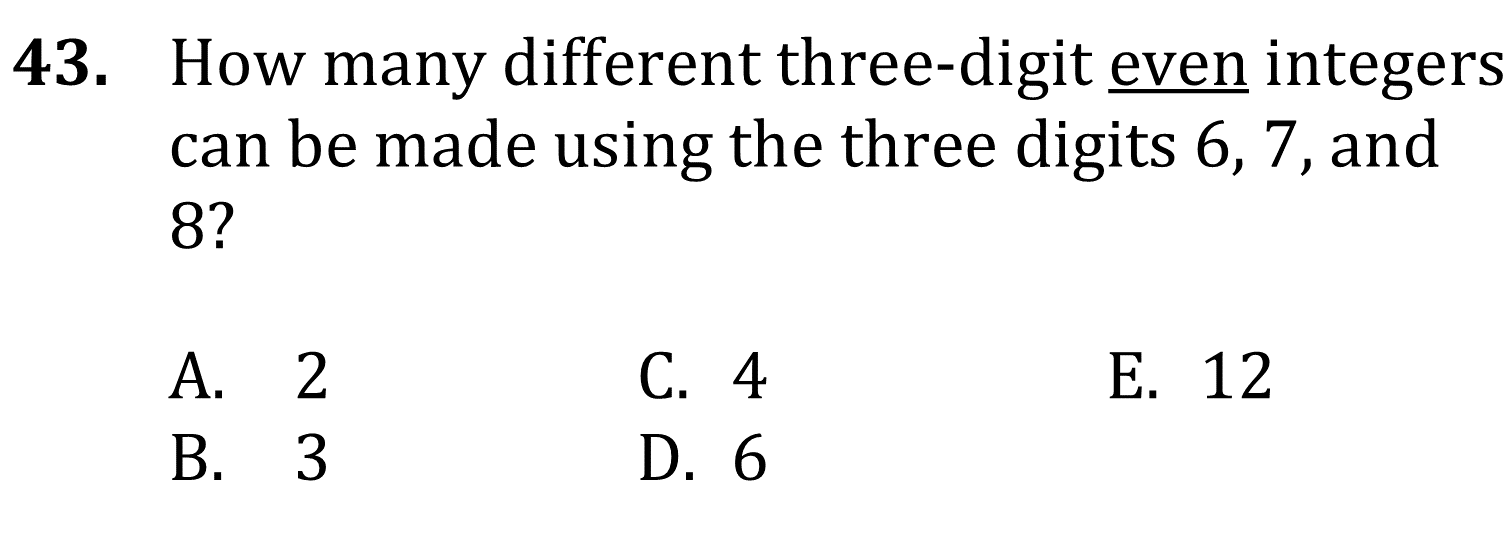 43. How many different three-digit even integers
can be made using the three digits 6, 7, and
8?
A. 2 C. 4 E. 12
B. 3 D. 6